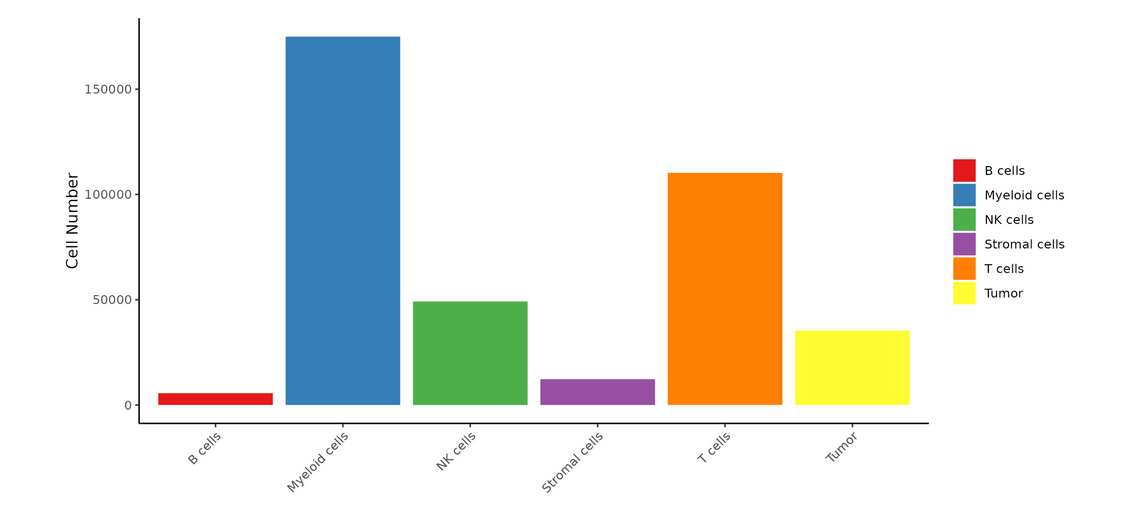 Cell Number
150000
100000
50000
0
B cells
Myeloid cells
NK cells
Stromal cells
T cells
Tumor
B cells
Myeloid cells
NK cells
Stromal cells
T cells
Tumor